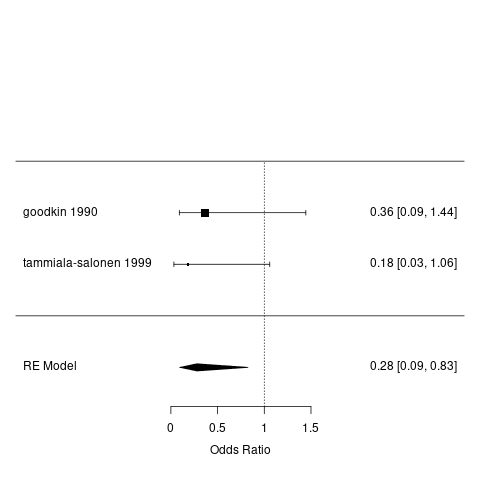 goodkin 1990 0.36 [0.09, 1.44]
tammiala-salonen 1999 0.18 [0.03, 1.06]
RE Model 0.28 [0.09, 0.83]
0 0.5 1 1.5
Odds Ratio